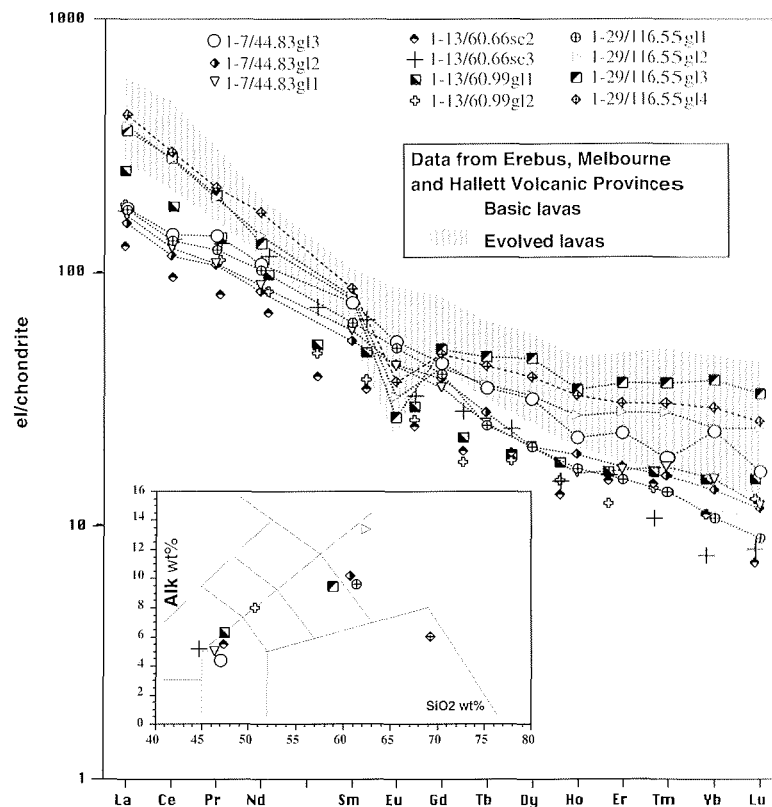 1000
1-7/44.83gl3
1-7/44.83gl2
1-7/44.83gl1
1-13/60.66sc2
1-13/60.66sc3
1-13/60.99gl1
1-13/60.99gl2
1-29/116.55gl1
1-29/116.55gl2
1-29/116.55gl3
1-29/116.55gl4
Data from Erebus, Melbourne
and Hallett Volcanic Provinces
Basic lavas
Evolved lavas
100
el/chondrite
10
1
16
14
12
10
8
6
4
2
0
Alk wt%
SiO2 wt%
40 45 50 55 60 65 70 75 80
La Ce Pr Nd Sm Eu Gd Tb Dy Ho Er Tm Yb Lu